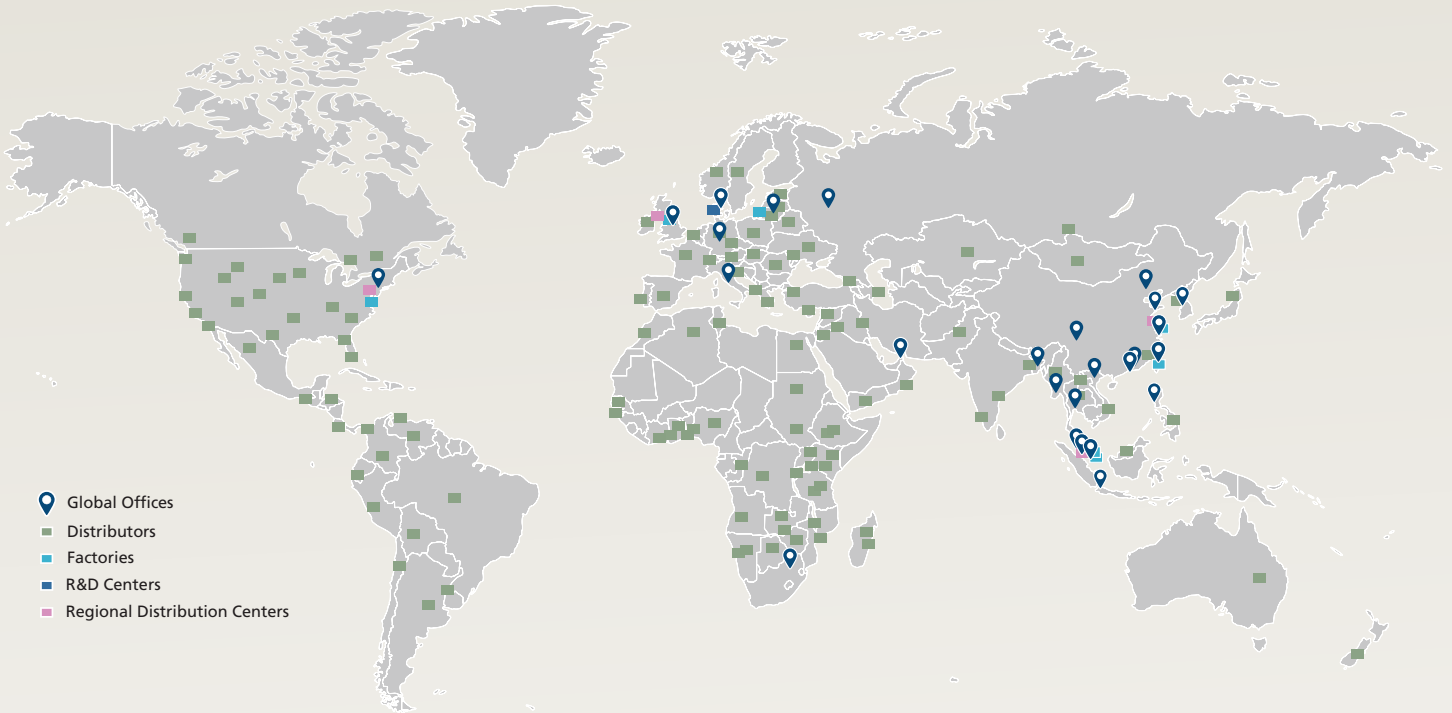 Global Offices
Distributors
Factories
R&D Centers
Regional Distribution Centers